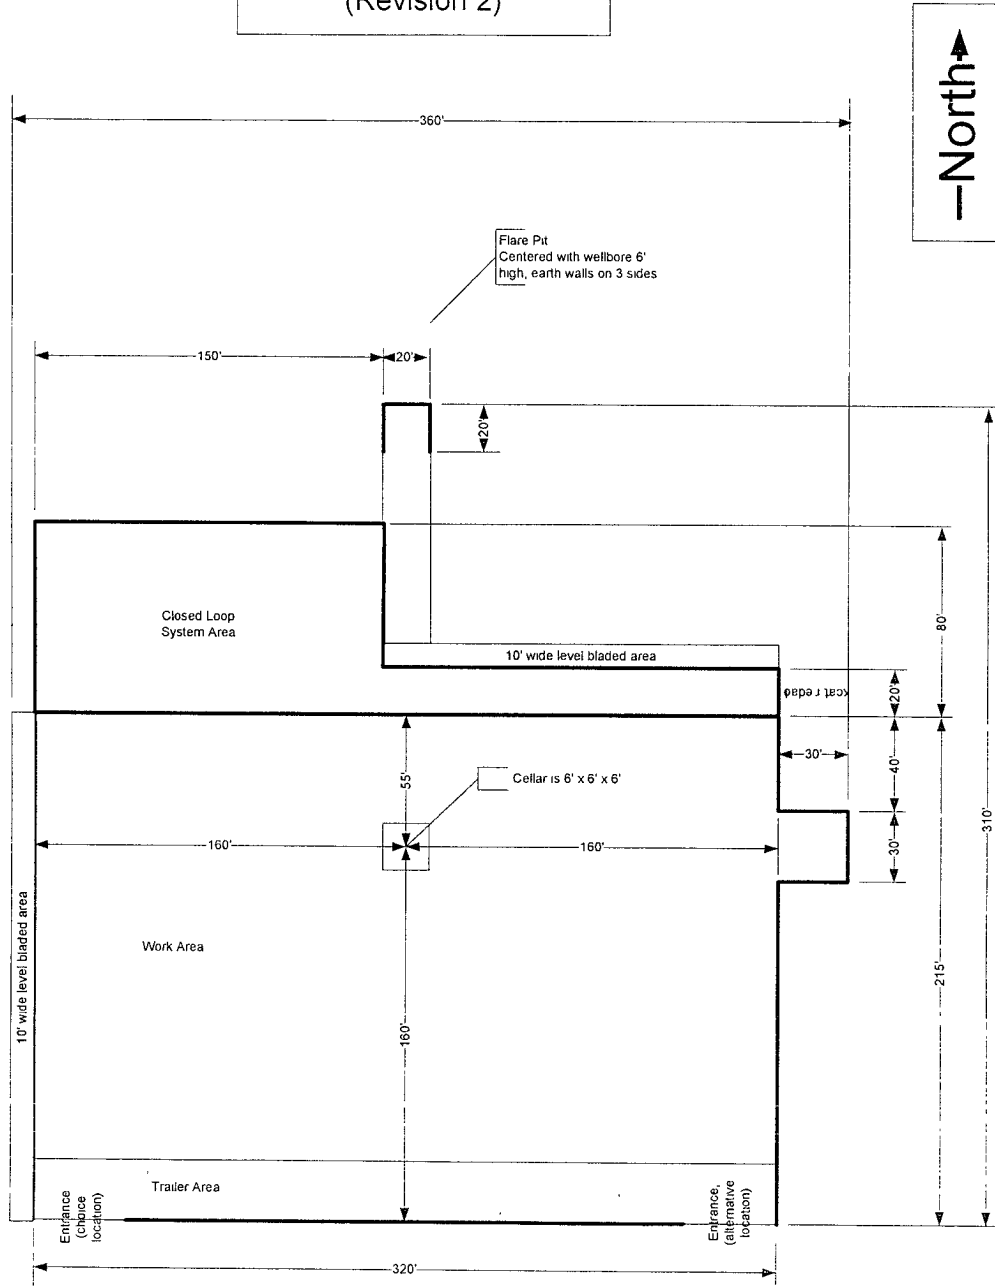 (Revision 2)
North
360'
Flare Pit
Centered with wellbore 6'
high, earth walls on 3 sides
150'
20'
20'
Closed Loop
System Area
80'
10' wide level bladed area
20'
30'
40'
55'
Cellar is 6' x 6' x 6'
310'
160'
160'
30'
10' wide level bladed area
Work Area
215'
160'
Trailer Area
Entrance
(choice
location)
Entrance,
(alternative
location)
320'